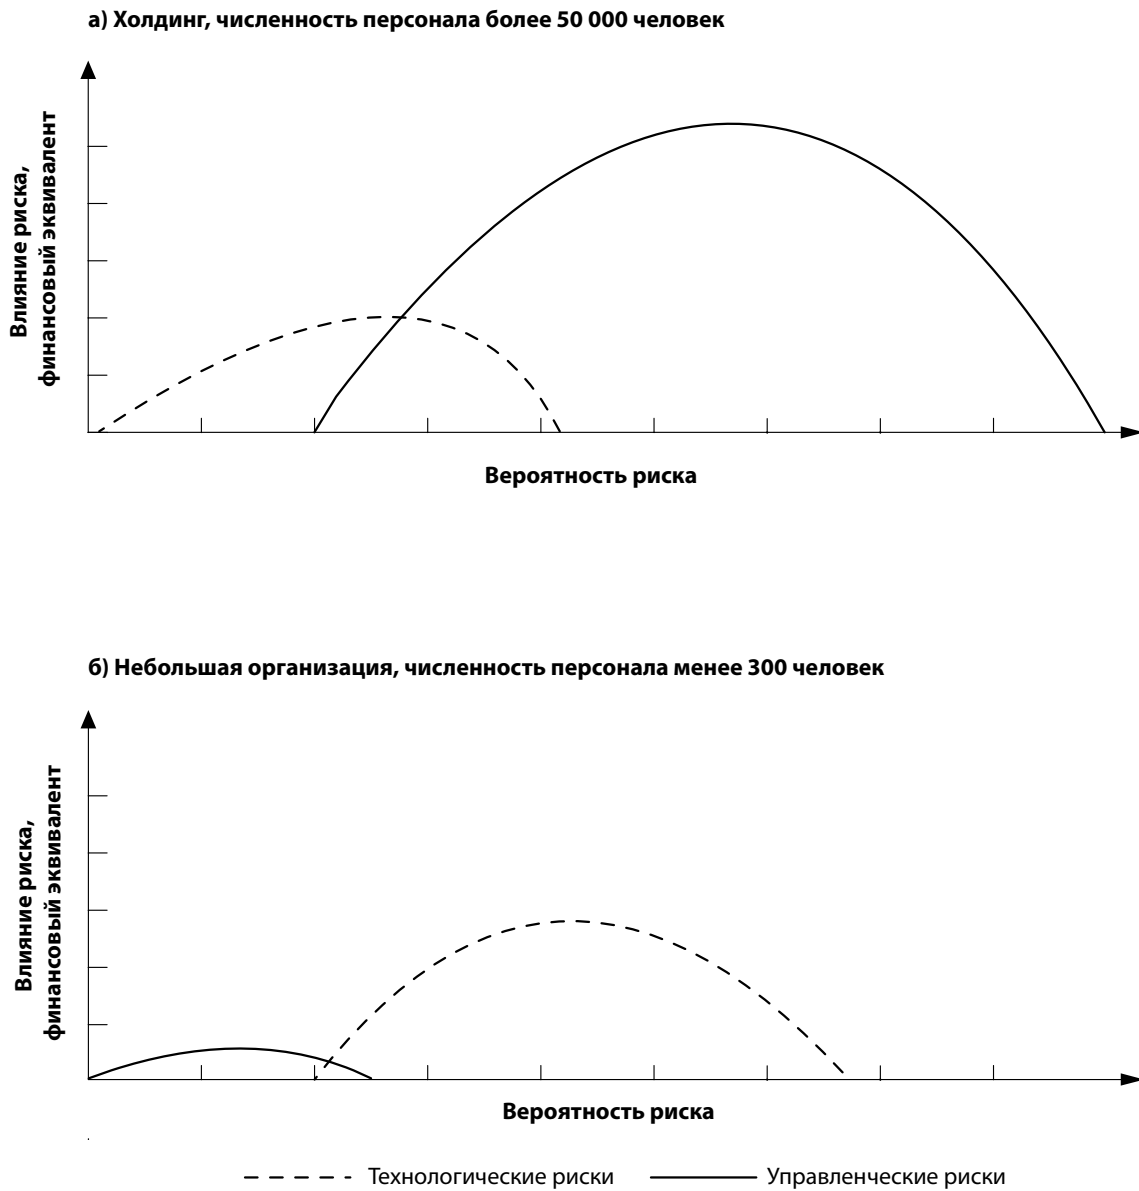 а) Холдинг, численность персонала более 50 000 человек
Влияние риска,
финансовый эквивалент
Вероятность риска
б) Небольшая организация, численность персонала менее 300 человек
Влияние риска,
финансовый эквивалент
Вероятность риска
Технологические риски
Управленческие риски